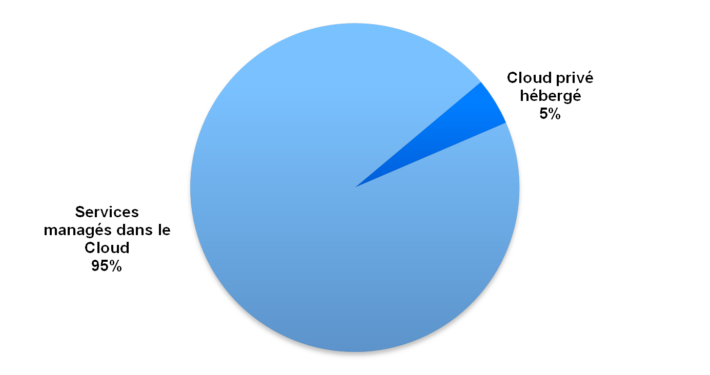 Cloud privé
hébergé
5%
Services
managés dans le
Cloud
95%